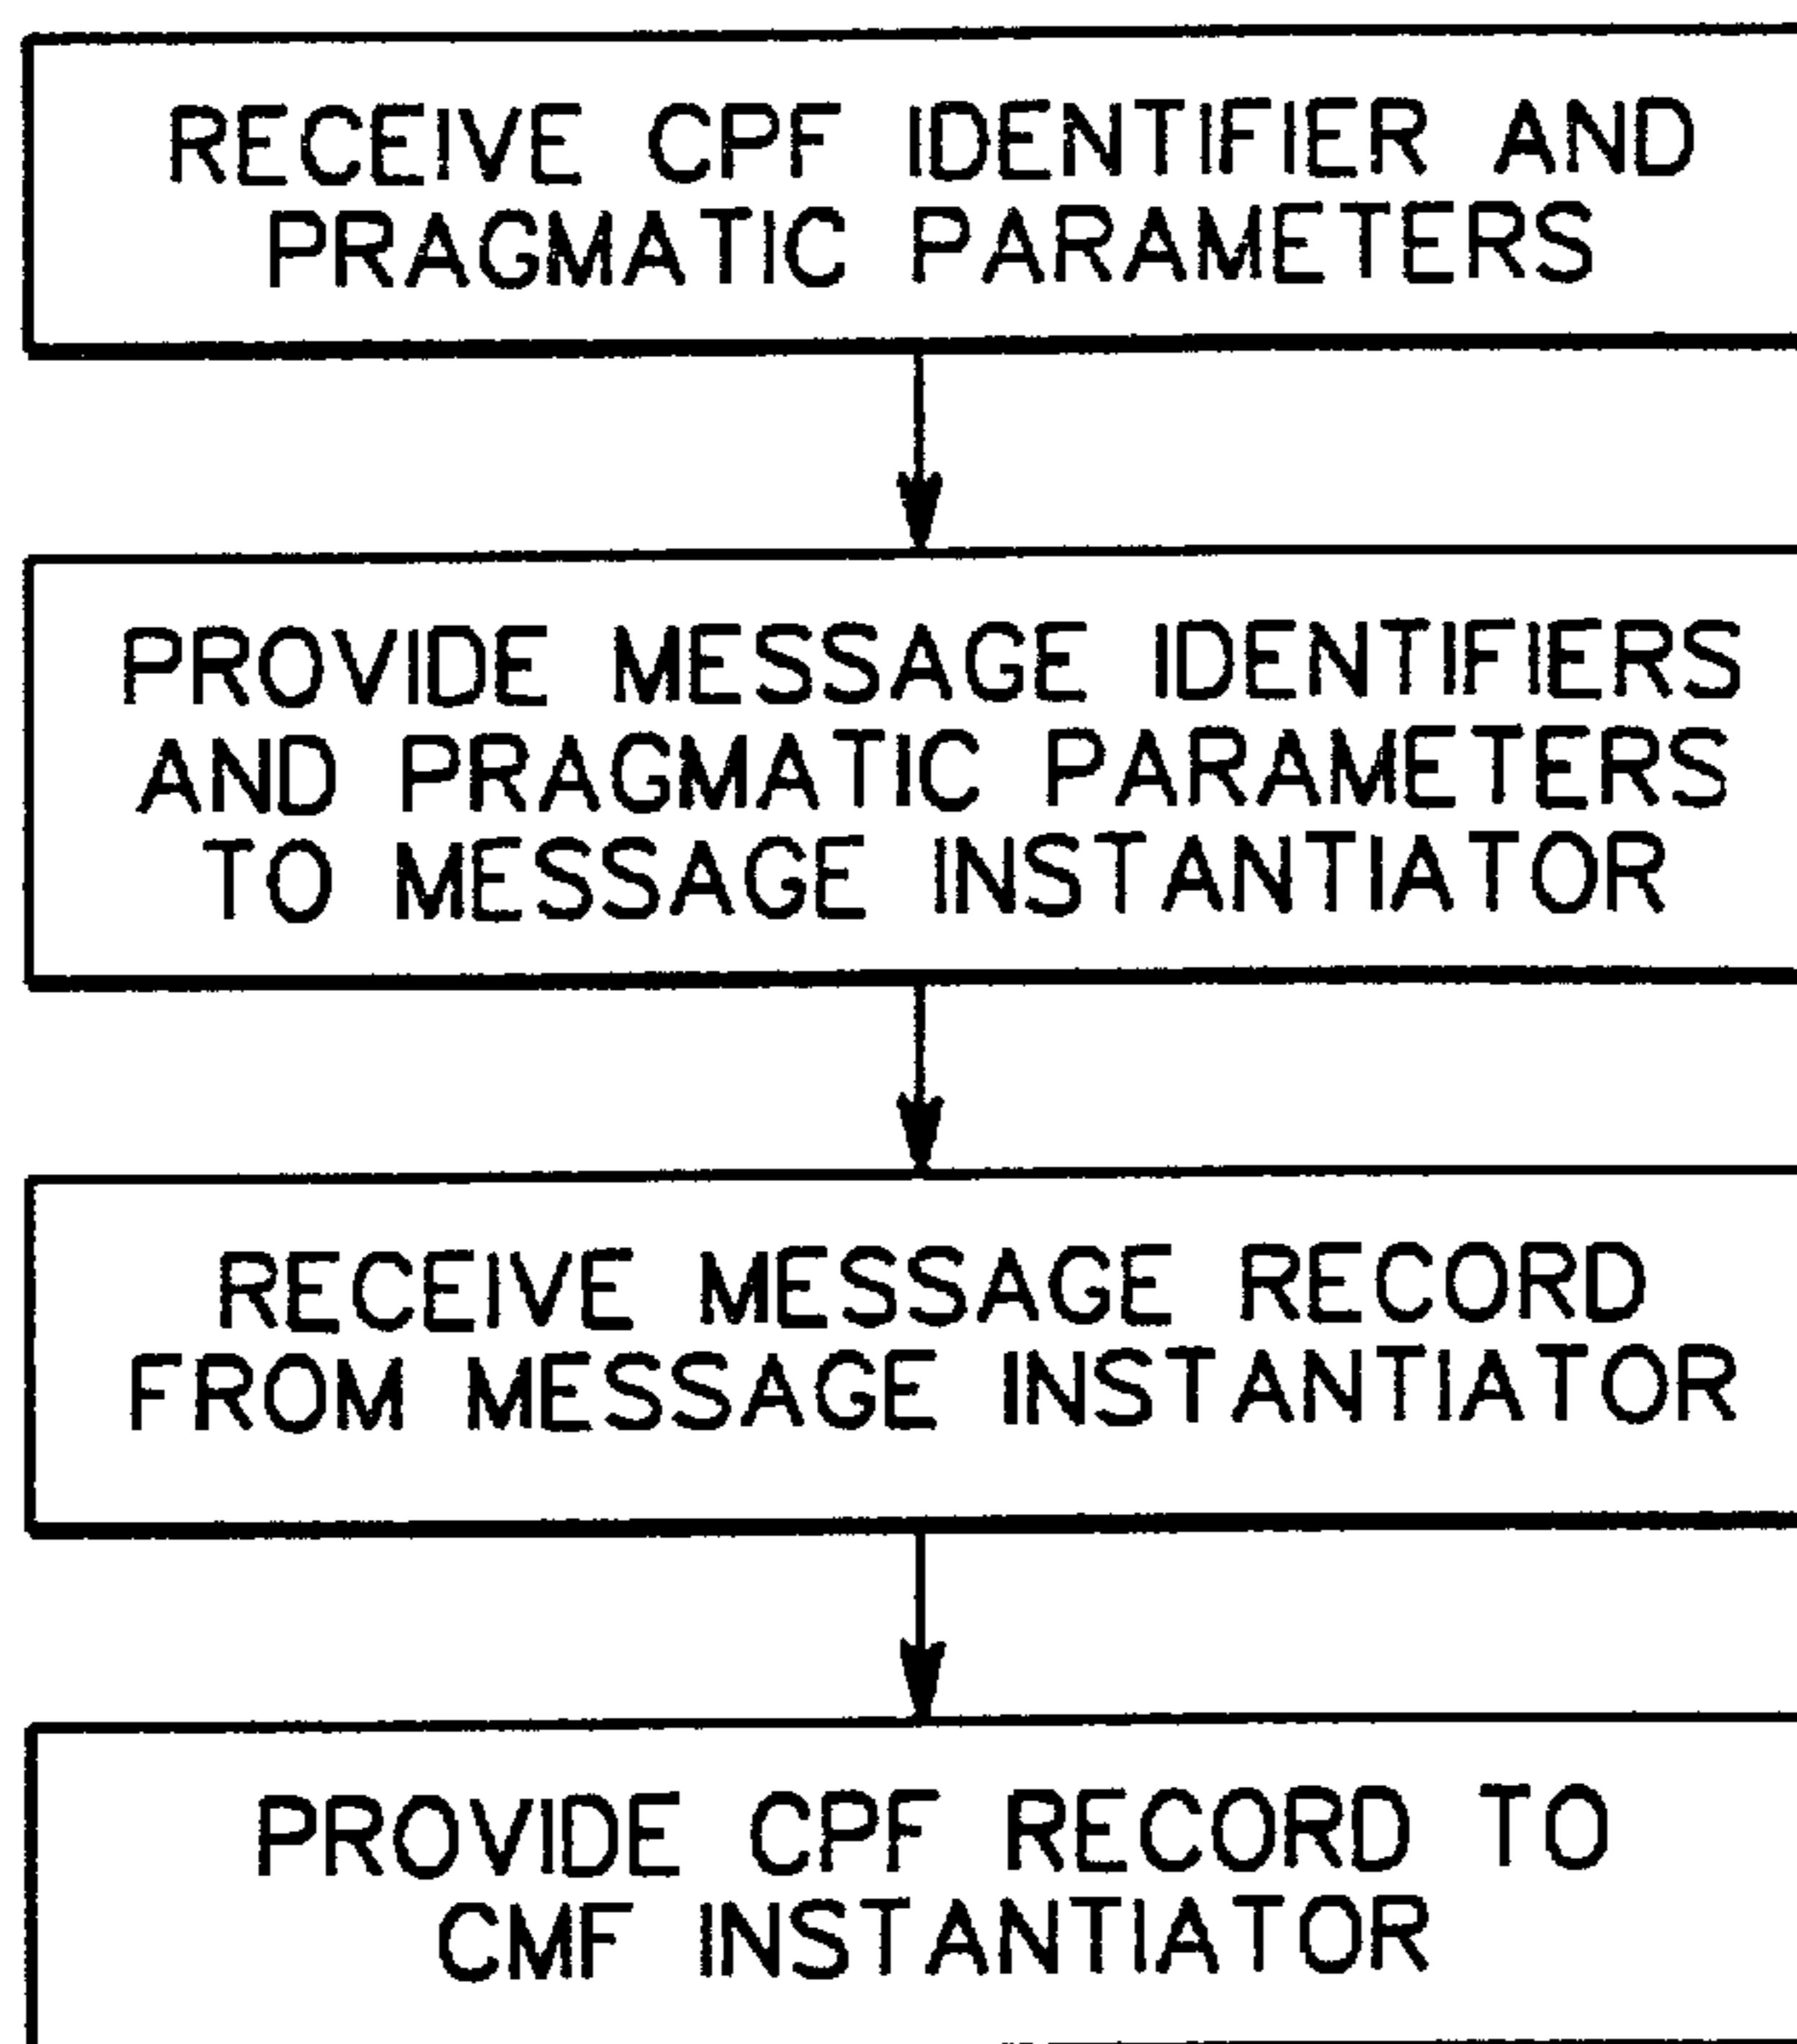 RECEIVE CPF IDENTIFIER AND
PRAGMATIC PARAMETERS
PROVIDE MESSAGE IDENTIFIERS
AND PRAGMATIC PARAMETERS
TO MESSAGE INSTANTIATOR
RECEIVE MESSAGE RECORD
FROM MESSAGE INSTANTIATOR
PROVIDE CPF RECORD TO
CMF INSTANTIATOR